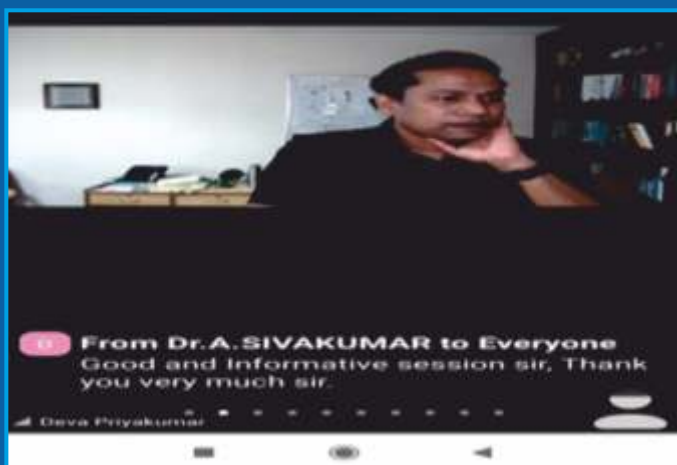 From Dr.A.SIVAKUMAR to Everyone
Good and Informative session sir, Thank
you very much sir.
Deva Priyakumar